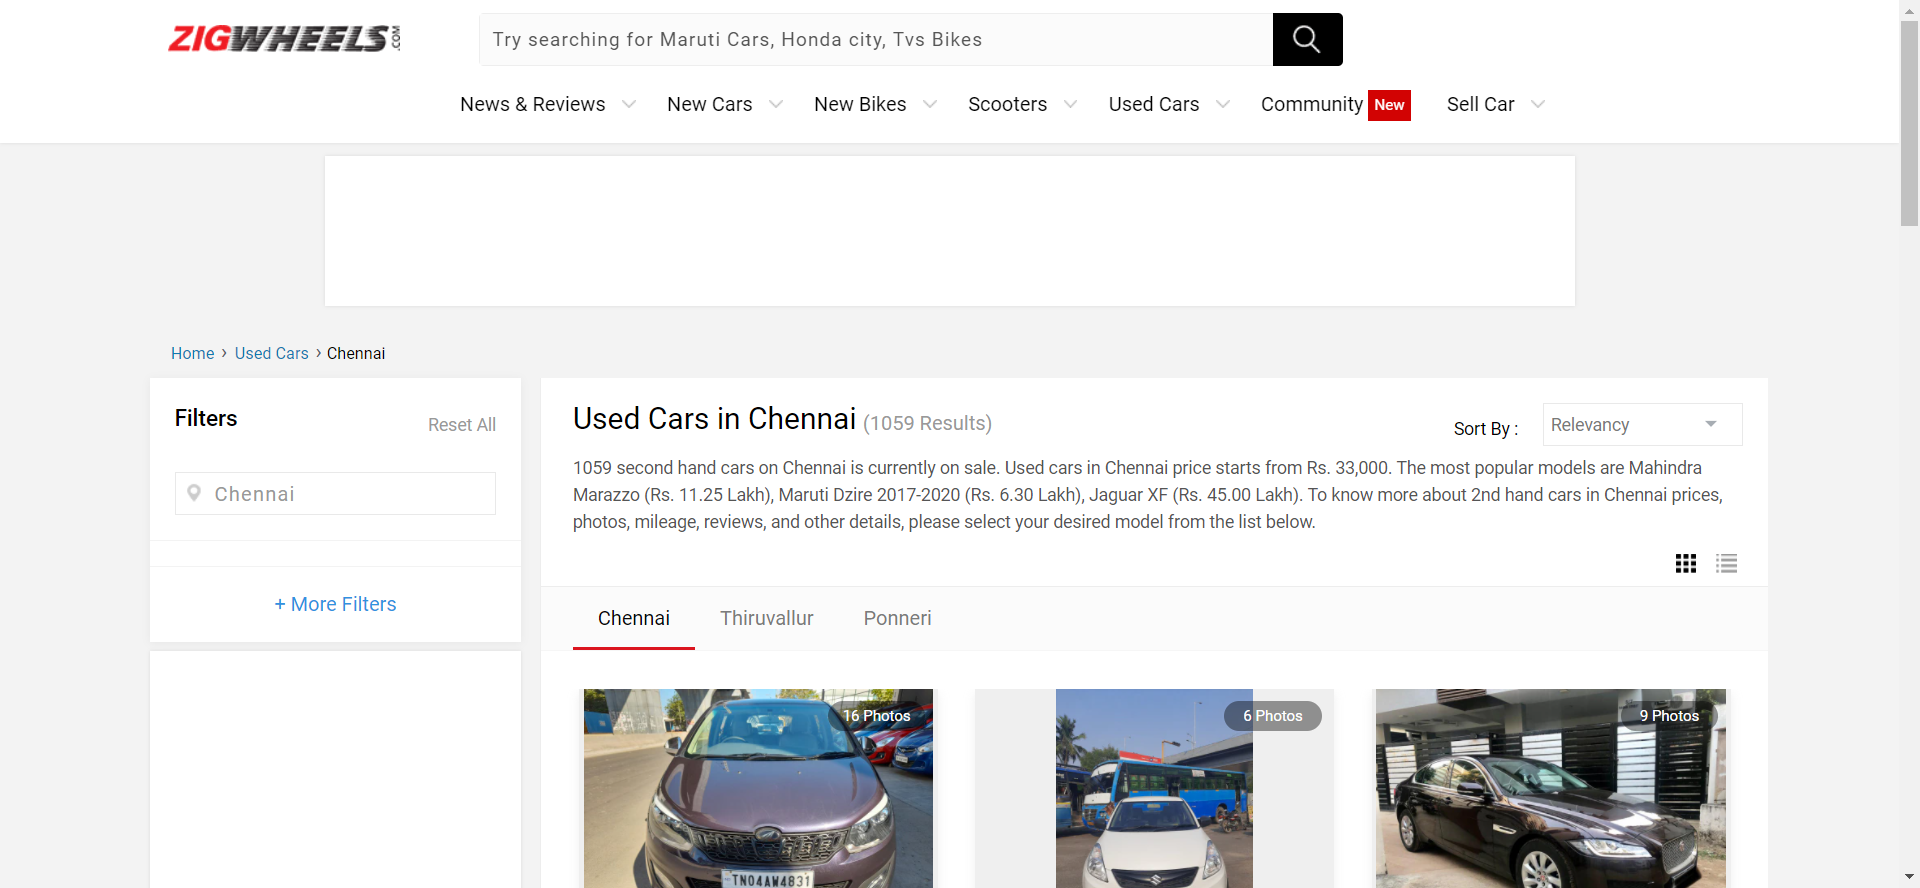 ZIGWHEELS.COM
Try searching for Maruti Cars, Honda city, Tvs Bikes
News & Reviews New Cars New Bikes Scooters Used Cars Community New Sell Car
Home › Used Cars › Chennai
Filters
Reset All
Chennai
+ More Filters
Used Cars in Chennai (1059 Results)
Sort By : Relevancy
1059 second hand cars on Chennai is currently on sale. Used cars in Chennai price starts from Rs. 33,000. The most popular models are Mahindra
Marazzo (Rs. 11.25 Lakh), Maruti Dzire 2017-2020 (Rs. 6.30 Lakh), Jaguar XF (Rs. 45.00 Lakh). To know more about 2nd hand cars in Chennai prices,
photos, mileage, reviews, and other details, please select your desired model from the list below.
Chennai Thiruvallur Ponneri
16 Photos
6 Photos
9 Photos
TN04AW4831